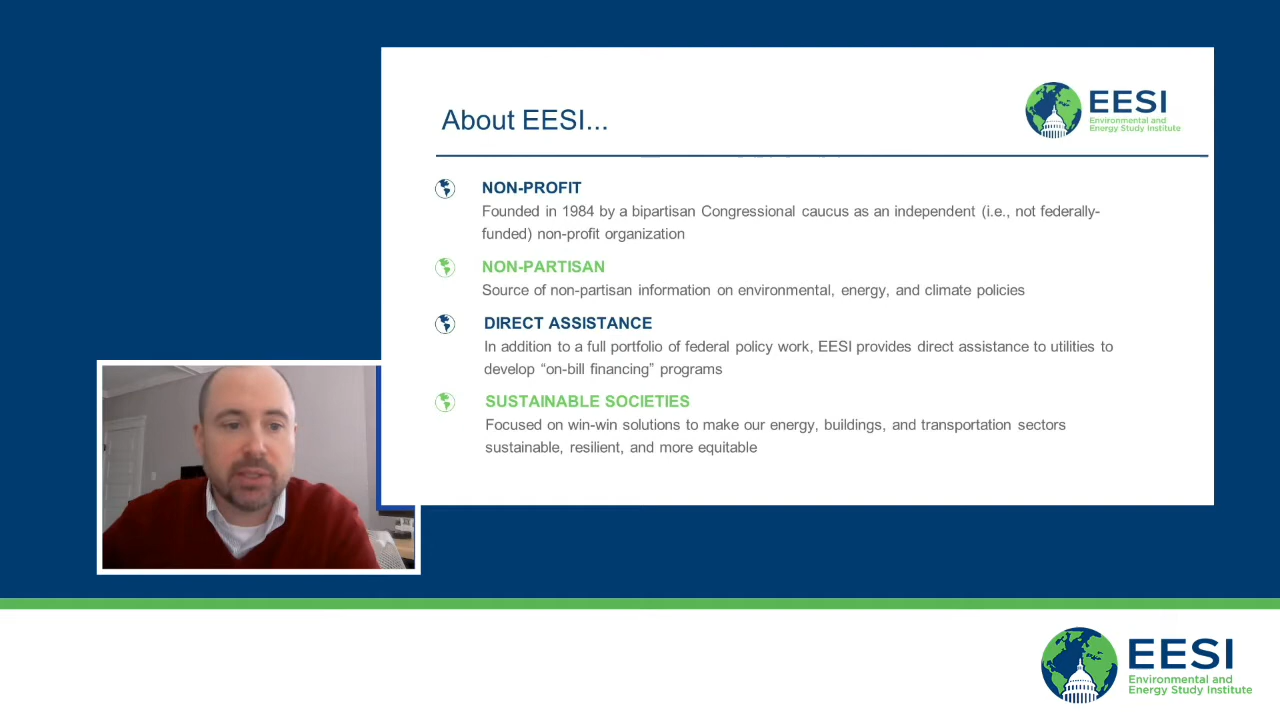 About EESI...
EESI
Environmental and
Energy Study Institute
NON-PROFIT
Founded in 1984 by a bipartisan Congressional caucus as an independent (i.e., not federally-
funded) non-profit organization
NON-PARTISAN
Source of non-partisan information on environmental, energy, and climate policies
DIRECT ASSISTANCE
In addition to a full portfolio of federal policy work, EESI provides direct assistance to utilities to
develop “on-bill financing” programs
SUSTAINABLE SOCIETIES
Focused on win-win solutions to make our energy, buildings, and transportation sectors
sustainable, resilient, and more equitable
EESI
Environmental and
Energy Study Institute